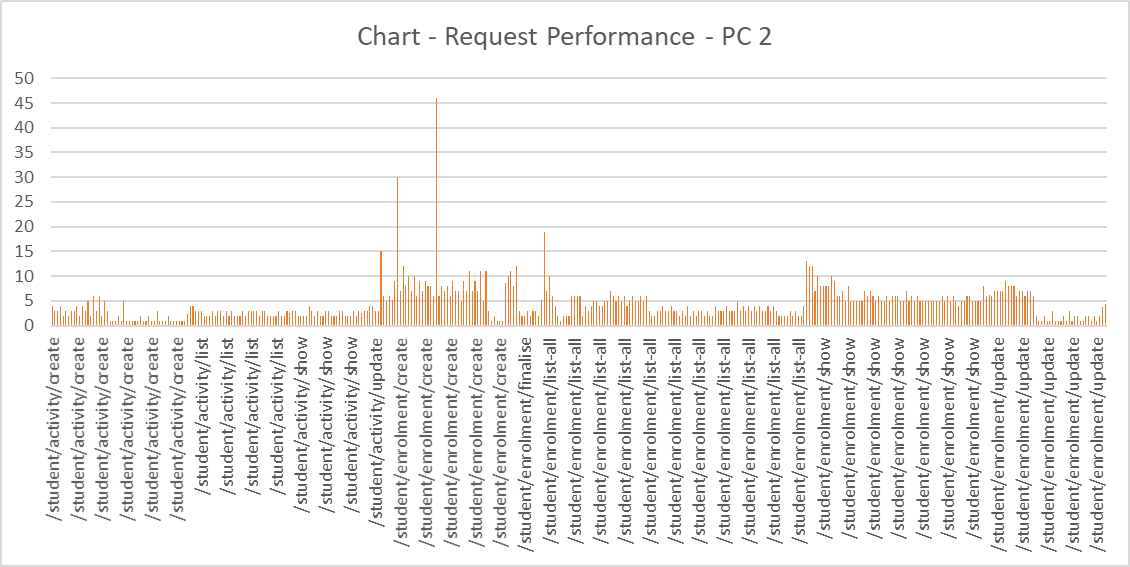 Chart - Request Performance - PC 2
50
45
40
35
30
25
20
15
10
5
0
/student/activity/create
/student/activity/create
/student/activity/create
/student/activity/create
/student/activity/create
/student/activity/create
/student/activity/list
/student/activity/list
/student/activity/list
/student/activity/list
/student/activity/show
/student/activity/show
/student/activity/show
/student/activity/update
/student/enrolment/create
/student/enrolment/create
/student/enrolment/create
/student/enrolment/create
/student/enrolment/create
/student/enrolment/finalise
/student/enrolment/list-all
/student/enrolment/list-all
/student/enrolment/list-all
/student/enrolment/list-all
/student/enrolment/list-all
/student/enrolment/list-all
/student/enrolment/list-all
/student/enrolment/list-all
/student/enrolment/list-all
/student/enrolment/list-all
/student/enrolment/list-all
/student/enrolment/show
/student/enrolment/show
/student/enrolment/show
/student/enrolment/show
/student/enrolment/show
/student/enrolment/show
/student/enrolment/show
/student/enrolment/update
/student/enrolment/update
/student/enrolment/update
/student/enrolment/update
/student/enrolment/update